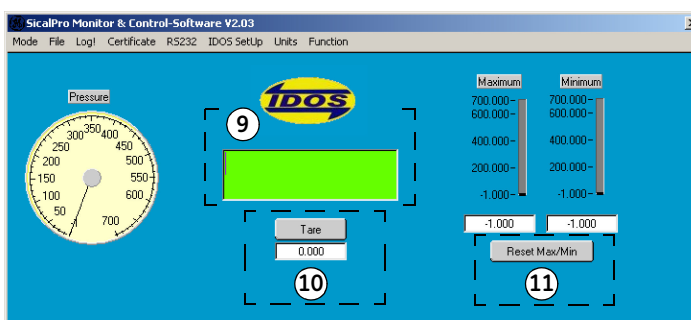 SicalPro Monitor & Control-Software V2.03
Mode File Log! Certificate RS232 IDOS SetUp Units Function
Pressure
-1 50 100 150 200 250 300 350 400 450 500 550 600 700
IDOS
9
Tare
0.000
10
Maximum Minimum
700.000 700.000
600.000 600.000
400.000 400.000
200.000 200.000
-1.000 -1.000
-1.000 -1.000
Reset Max/Min
11